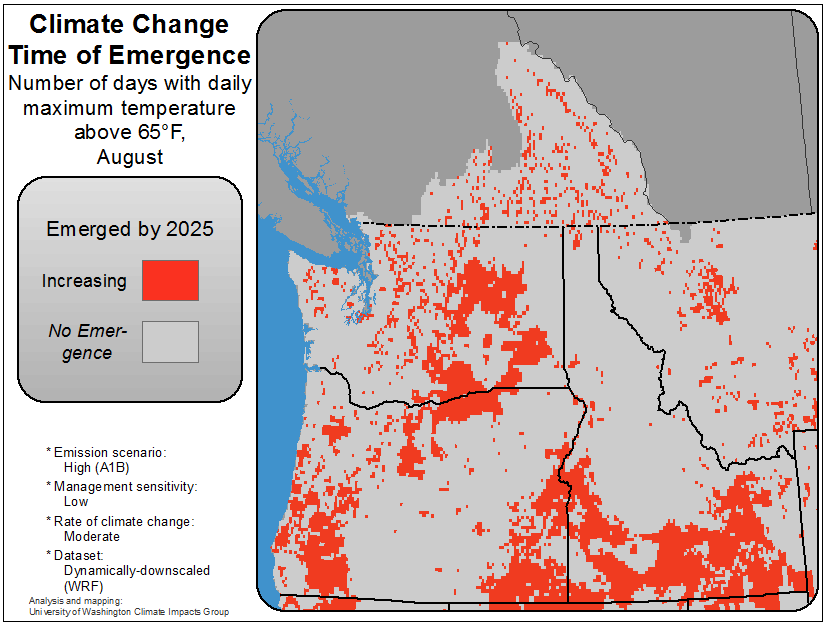 Climate Change
Time of Emergence
Number of days with daily
maximum temperature
above 65°F,
August
Emerged by 2025
Increasing
No Emer-
gence
* Emission scenario:
High (A1B)
* Management sensitivity:
Low
* Rate of climate change:
Moderate
* Dataset:
Dynamically-downscaled
(WRF)
Analysis and mapping:
University of Washington Climate Impacts Group